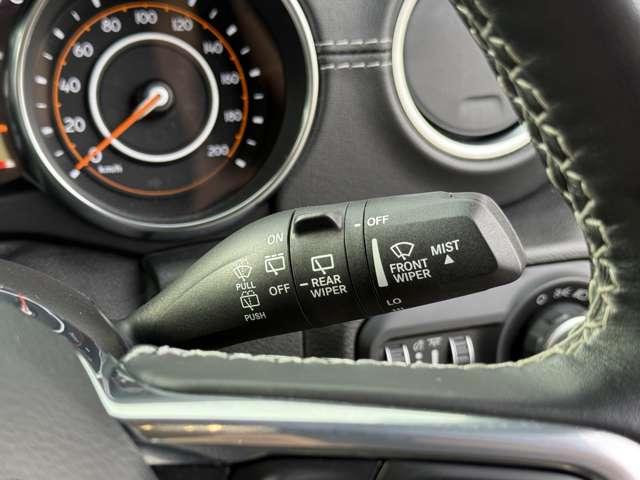 0
20
40
60
80
100
120
140
160
180
200
km/h
ON
OFF
PULL
PUSH
REAR
WIPER
OFF
FRONT
WIPER
MIST
LO